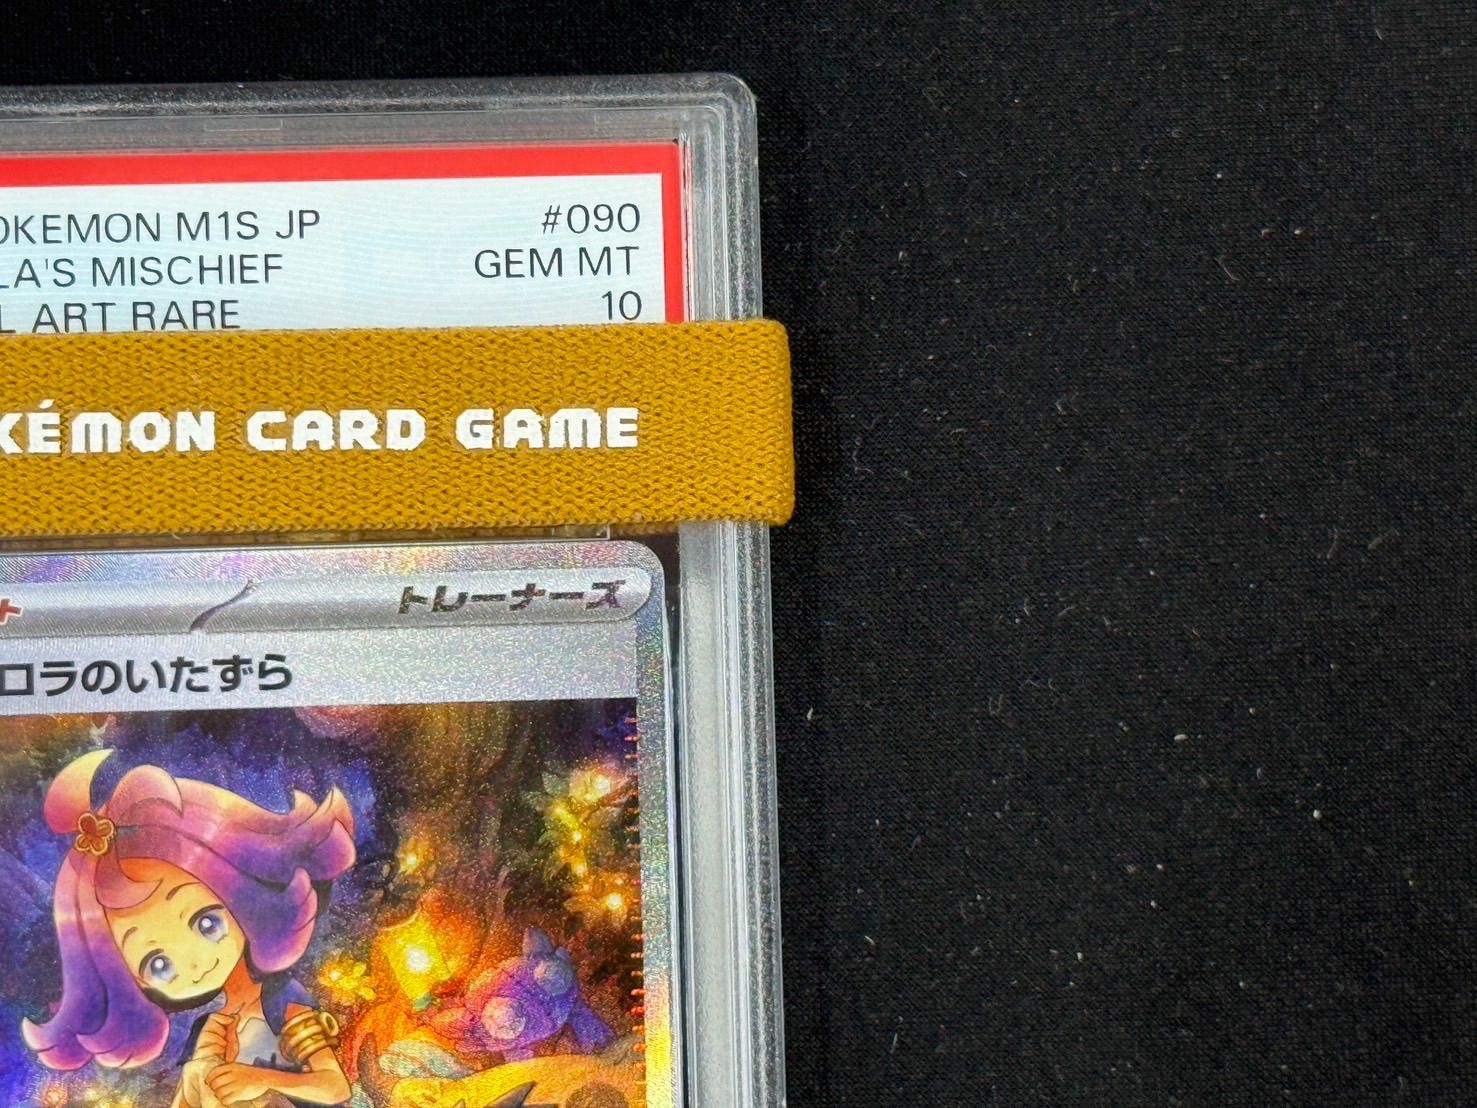 OKEMON M1S JP #090
LA'S MISCHIEF GEM MT
L ART RARE 10
KÉMON CARD GAME
ト トレーナーズ
ロラのいたずら